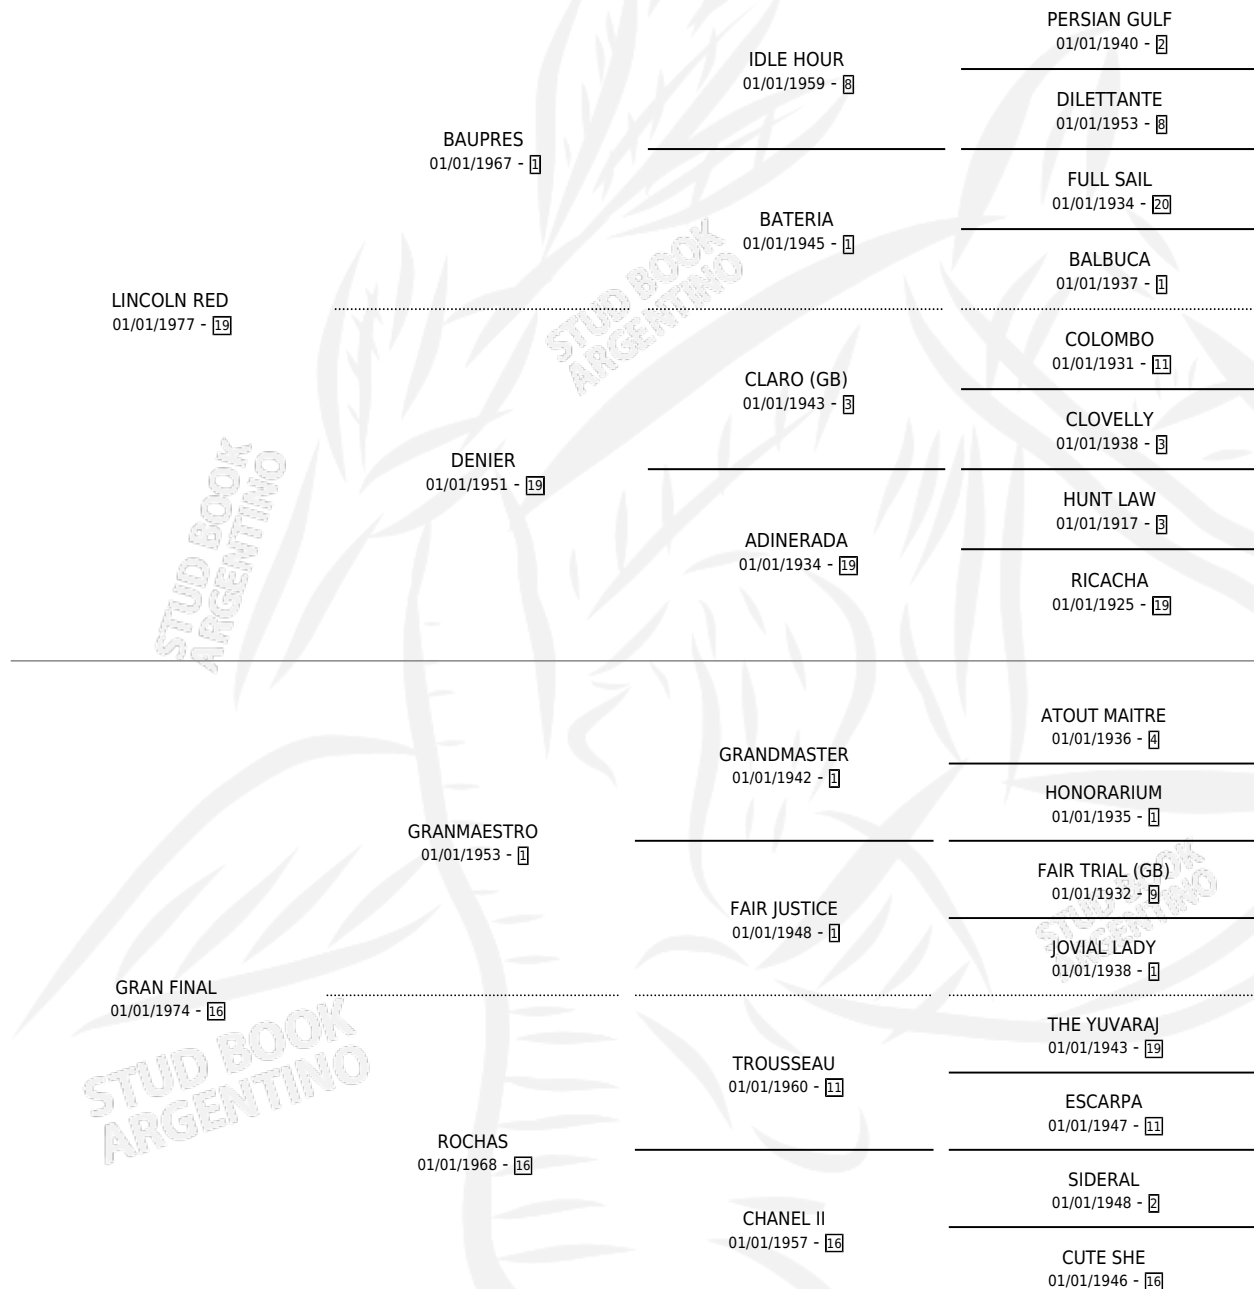 PERSIAN GULF
01/01/1940 - 2
IDLE HOUR
01/01/1959 - 8
DILETTANTE
01/01/1953 - 8
BAUPRES
01/01/1967 - 1
FULL SAIL
01/01/1934 - 20
BATERIA
01/01/1945 - 1
BALBUCA
01/01/1937 - 1
LINCOLN RED
01/01/1977 - 19
STUD BOOK
ARGENTINO
COLOMBO
01/01/1931 - 11
CLARO (GB)
01/01/1943 - 3
CLOVELLY
01/01/1938 - 3
DENIER
01/01/1951 - 19
HUNT LAW
01/01/1917 - 3
ADINERADA
01/01/1934 - 19
RICACHA
01/01/1925 - 19
STUD BOOK
ARGENTINO
ATOUT MAITRE
01/01/1936 - 4
GRANDMASTER
01/01/1942 - 1
HONORARIUM
01/01/1935 - 1
GRANMAESTRO
01/01/1953 - 1
FAIR TRIAL (GB)
01/01/1932 - 9
FAIR JUSTICE
01/01/1948 - 1
JOVIAL LADY
01/01/1938 - 1
STUD BOOK
ARGENTINO
GRAN FINAL
01/01/1974 - 16
THE YUVARAJ
01/01/1943 - 19
TROUSSEAU
01/01/1960 - 11
ESCARPA
01/01/1947 - 11
STUD BOOK
ARGENTINO
ROCHAS
01/01/1968 - 16
SIDERAL
01/01/1948 - 2
CHANEL II
01/01/1957 - 16
CUTE SHE
01/01/1946 - 16